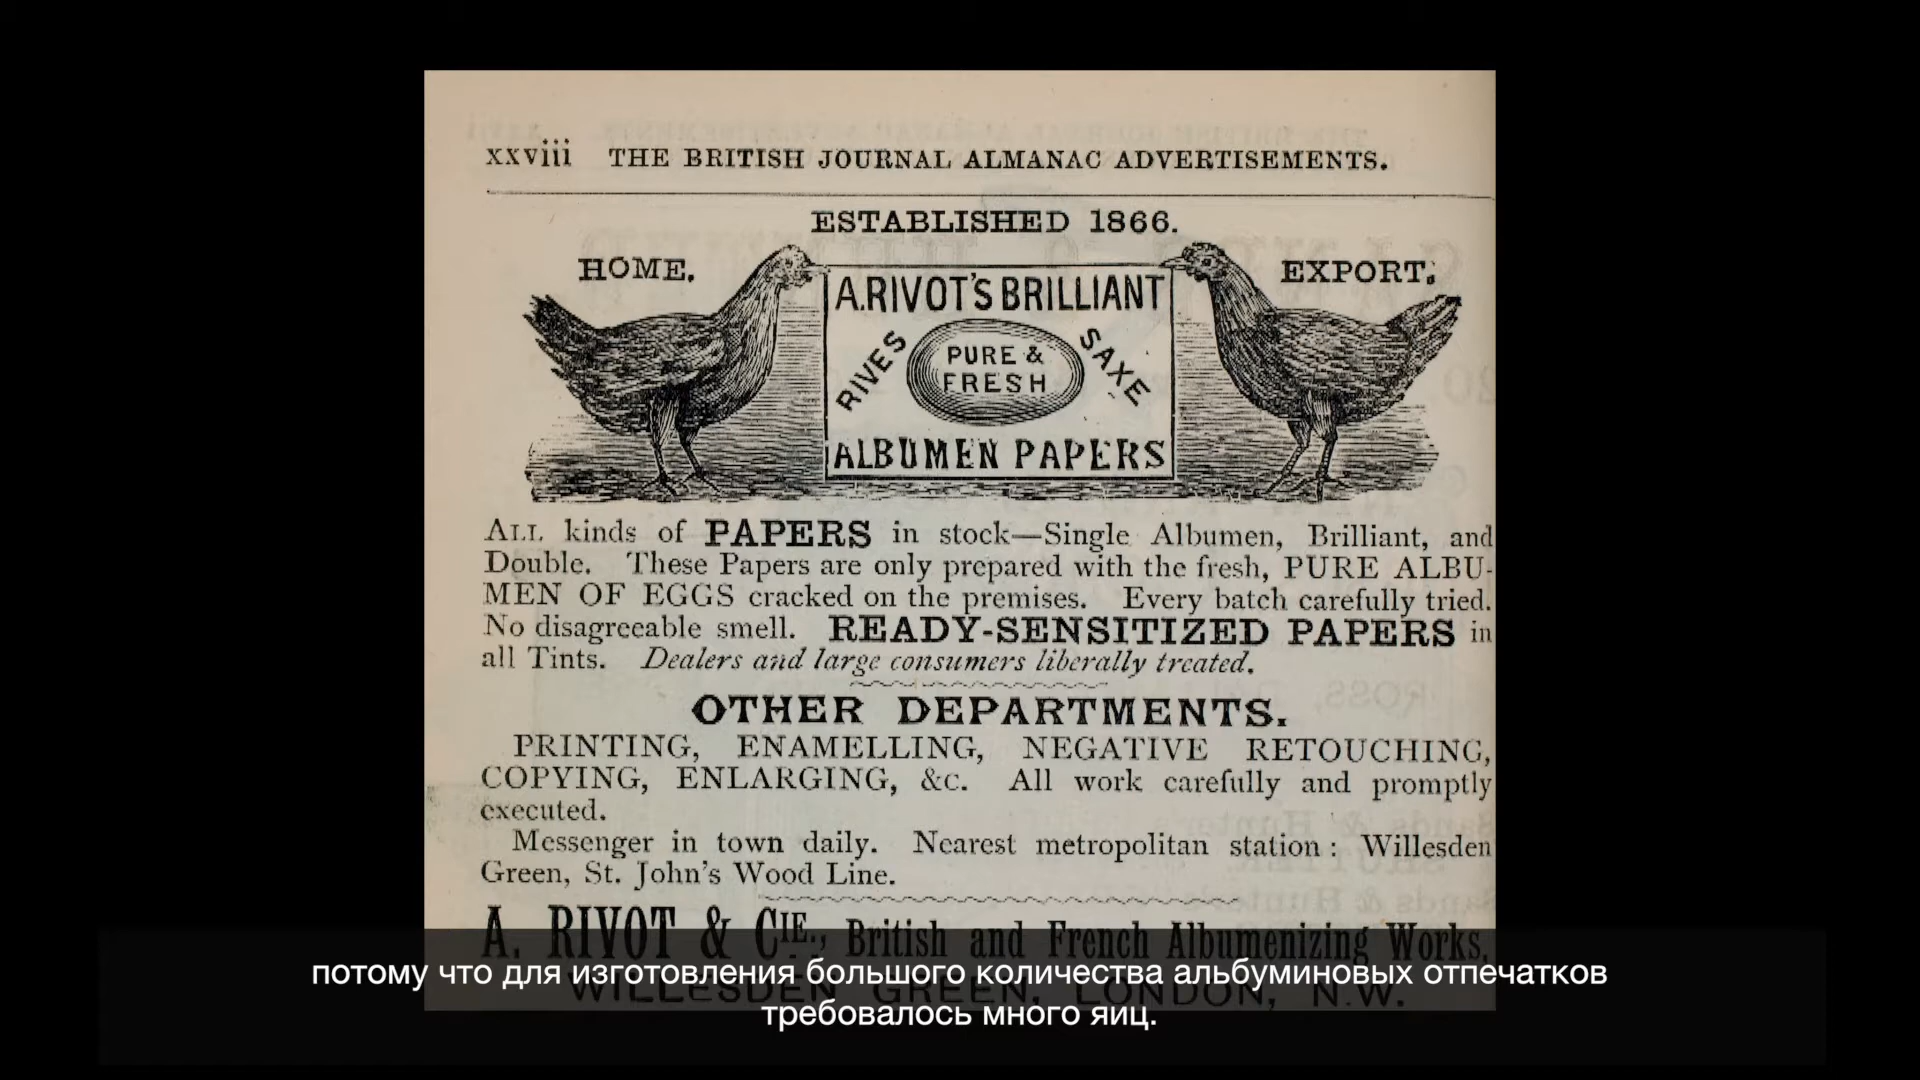 xxviii THE BRITISH JOURNAL ALMANAC ADVERTISEMENTS.
ESTABLISHED 1866.
HOME.
EXPORT.
A. RIVOT'S BRILLIANT
RIVES
PURE &
FRESH
SAXE
ALBUMEN PAPERS
ALL kinds of PAPERS in stock—Single Albumen, Brilliant, and
Double. These Papers are only prepared with the fresh, PURE ALBU-
MEN OF EGGS cracked on the premises. Every batch carefully tried.
No disagreeable smell. READY-SENSITIZED PAPERS in
all Tints. Dealers and large consumers liberally treated.
OTHER DEPARTMENTS.
PRINTING, ENAMELLING, NEGATIVE RETOUCHING,
COPYING, ENLARGING, &c. All work carefully and promptly
executed.
Messenger in town daily. Nearest metropolitan station: Willesden
Green, St. John's Wood Line.
A. RIVOT & CIE., British and French Albumenizing Works,
WILLESDEN GREEN, LONDON, N.W.
потому что для изготовления большого количества альбуминовых отпечатков
требовалось много яиц.